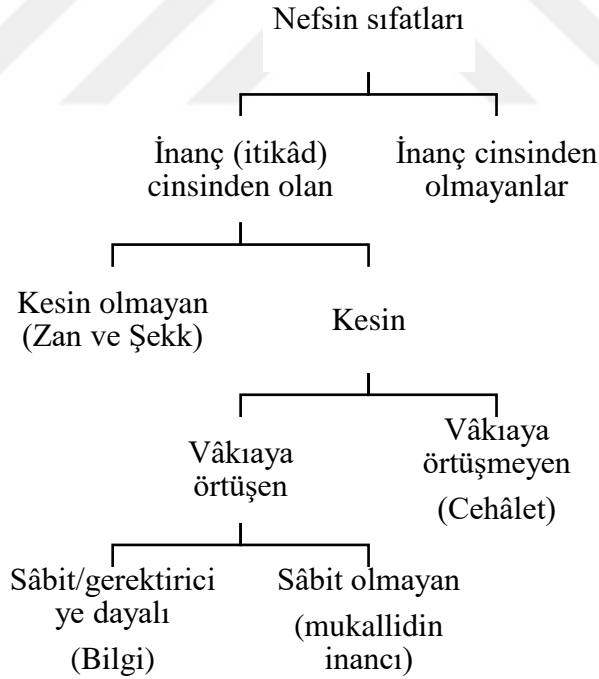 Nefsin sıfatları
İnanç (itikâd)
cinsinden olan
İnanç cinsinden
olmayanlar
Kesin olmayan
(Zan ve Şekk)
Kesin
Vâkıaya
örtüşen
Vâkıaya
örtüşmeyen
(Cehâlet)
Sâbit/gerektirici
ye dayalı
(Bilgi)
Sâbit olmayan
(mukallidin
inancı)